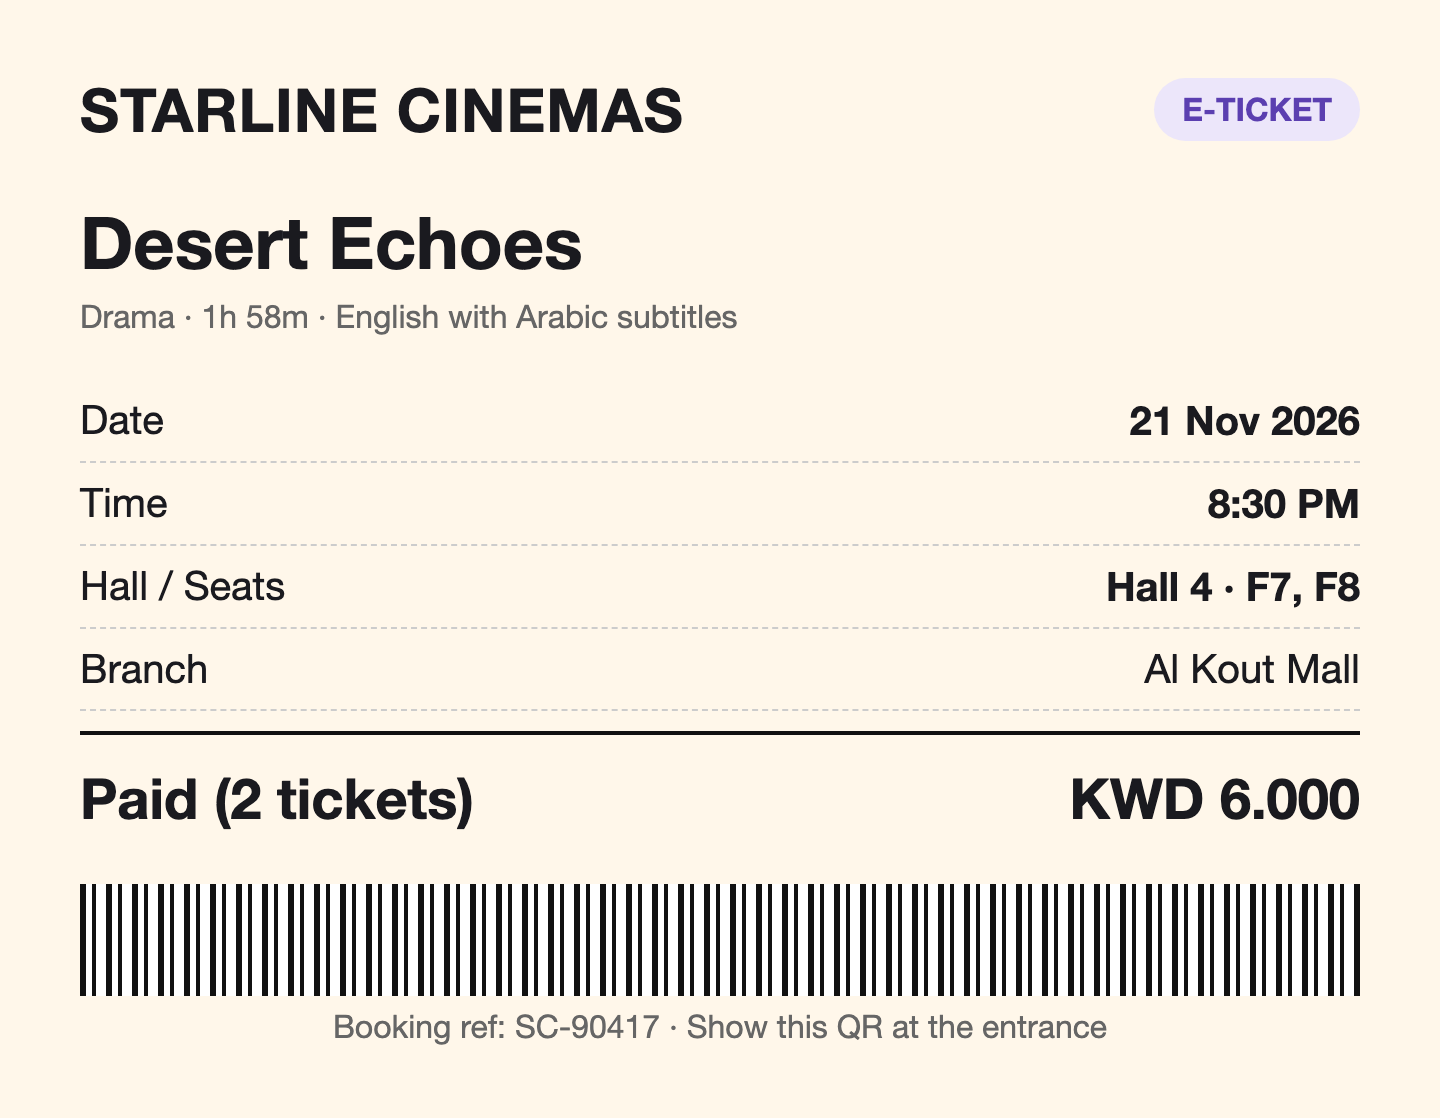 STARLINE CINEMAS
E-TICKET
Desert Echoes
Drama · 1h 58m · English with Arabic subtitles
Date 21 Nov 2026
Time 8:30 PM
Hall / Seats Hall 4 · F7, F8
Branch Al Kout Mall
Paid (2 tickets) KWD 6.000
Booking ref: SC-90417 · Show this QR at the entrance